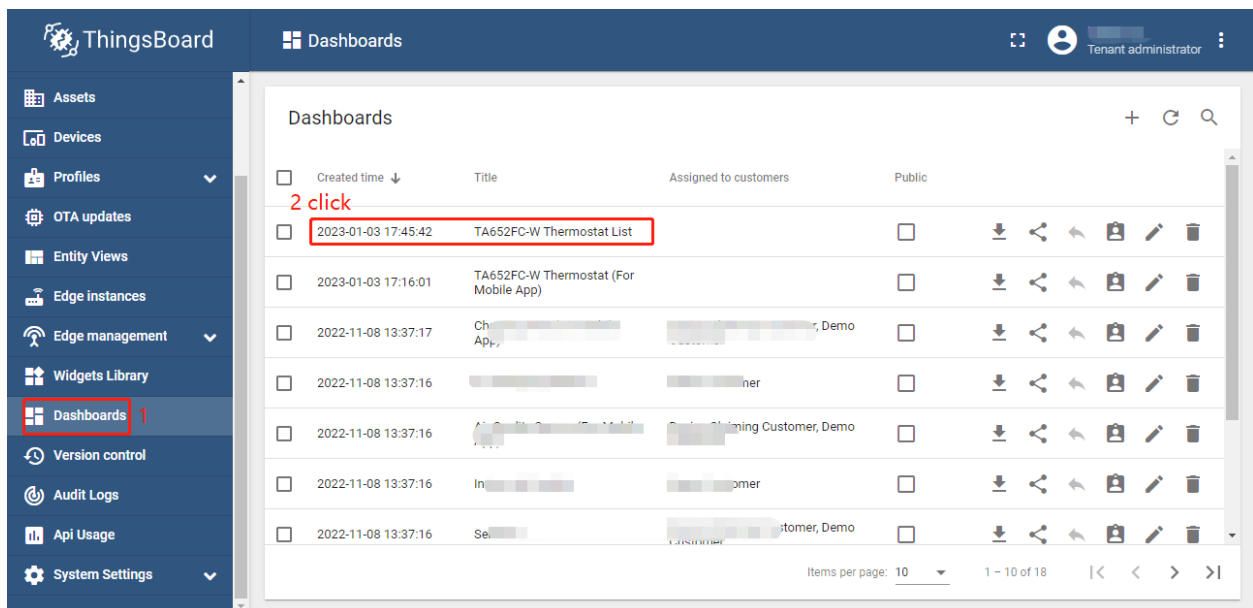 ThingsBoard
Dashboards
Tenant administrator
Assets
Devices
Profiles
OTA updates
Entity Views
Edge instances
Edge management
Widgets Library
Dashboards 1
Version control
Audit Logs
Api Usage
System Settings
Dashboards
Created time Title Assigned to customers Public
2 click
2023-01-03 17:45:42 TA652FC-W Thermostat List
2023-01-03 17:16:01 TA652FC-W Thermostat (For
Mobile App)
2022-11-08 13:37:17 Demo
App)
2022-11-08 13:37:16
2022-11-08 13:37:16 Customer, Demo
2022-11-08 13:37:16
2022-11-08 13:37:16 Demo
Items per page: 10 1 – 10 of 18